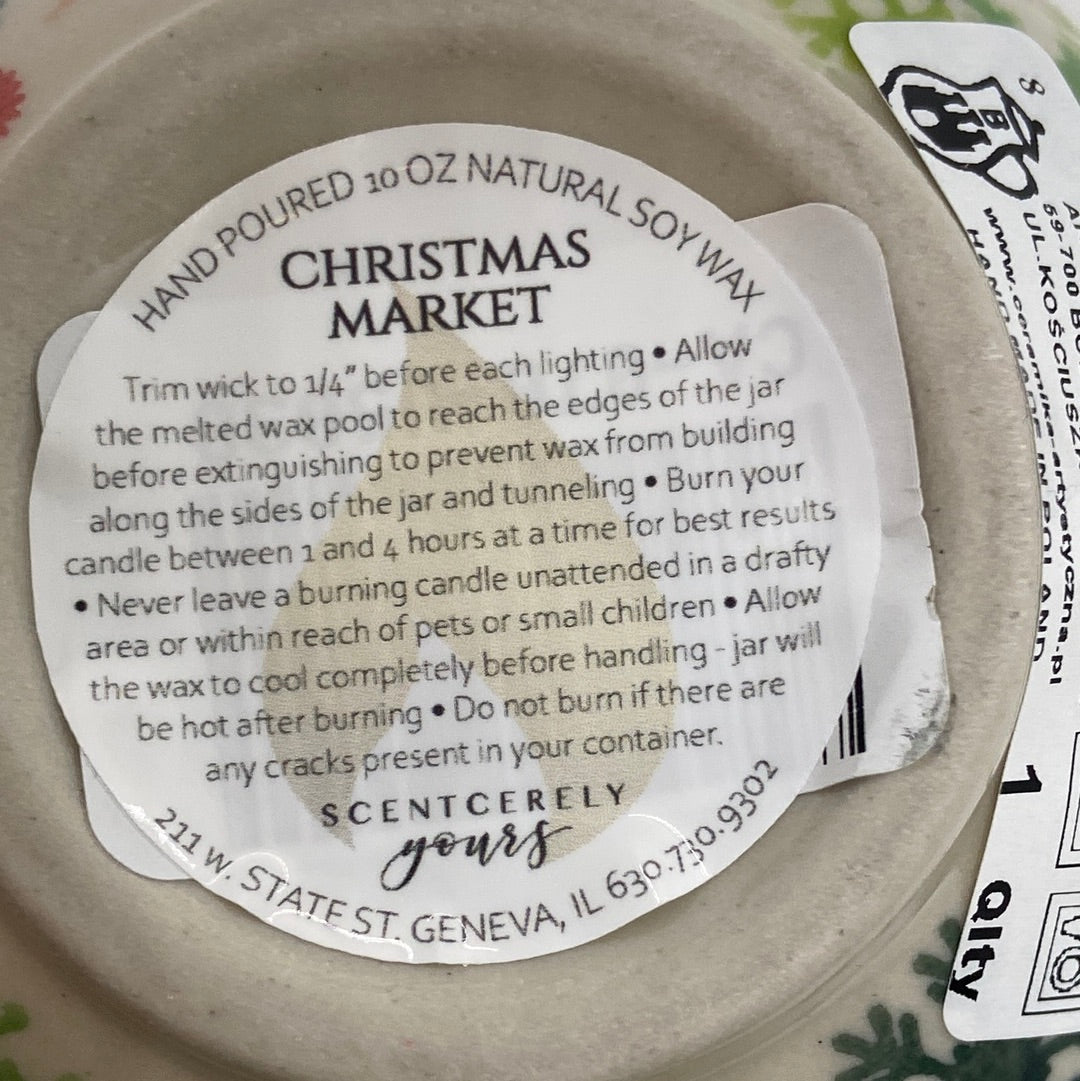 HAND POURED 10 OZ NATURAL SOY WAX
CHRISTMAS
MARKET
Trim wick to 1/4" before each lighting • Allow
the melted wax pool to reach the edges of the jar
before extinguishing to prevent wax from building
along the sides of the jar and tunneling • Burn your
candle between 1 and 4 hours at a time for best results
• Never leave a burning candle unattended in a drafty
area or within reach of pets or small children • Allow
the wax to cool completely before handling - jar will
be hot after burning • Do not burn if there are
any cracks present in your container.
SCENTCERELY
yours
211 W. STATE ST. GENEVA, IL 630.730.9302
B
59-700
UL.KOŚCIUSZ
www.ceramika-artystyczna.pl
HAND MADE IN POLAND
1
qlty